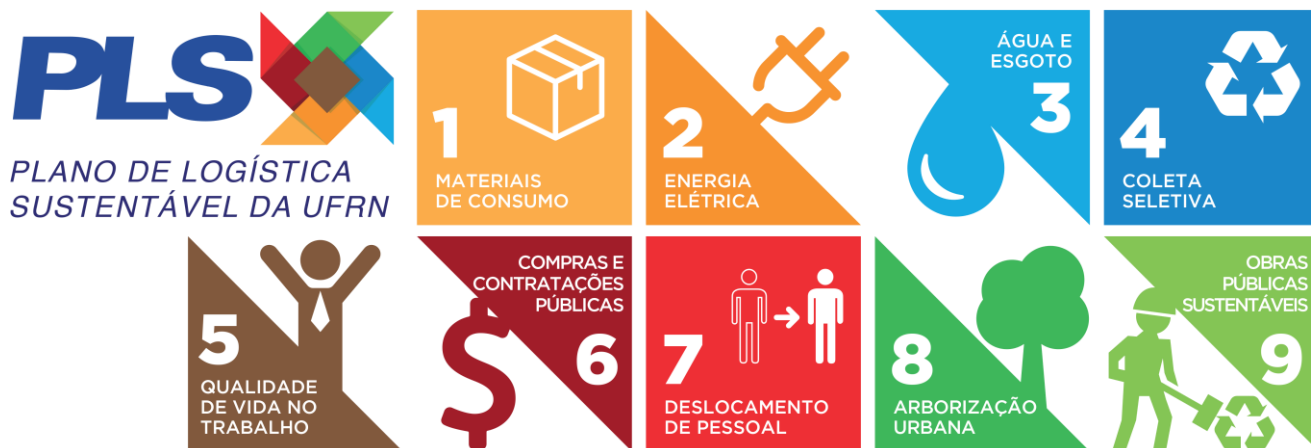 PLS
PLANO DE LOGÍSTICA
SUSTENTÁVEL DA UFRN
1
MATERIAIS
DE CONSUMO
2
ENERGIA
ELÉTRICA
ÁGUA E
ESGOTO
3
4
COLETA
SELETIVA
5
QUALIDADE
DE VIDA NO
TRABALHO
COMPRAS E
CONTRATAÇÕES
PÚBLICAS
6
7
DESLOCAMENTO
DE PESSOAL
8
ARBORIZAÇÃO
URBANA
OBRAS
PÚBLICAS
SUSTENTÁVEIS
9